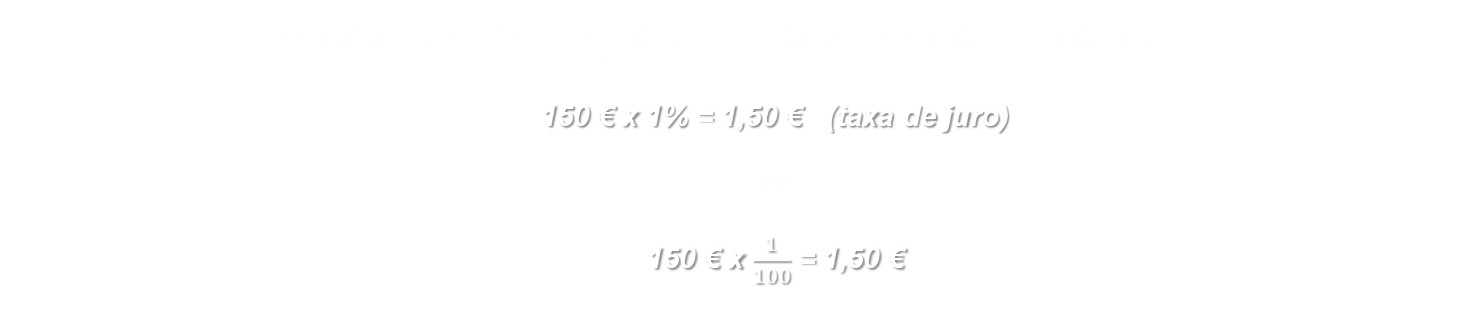 150 € x 1% = 1,50 € (taxa de juro)
150 € x 1/100 = 1,50 €